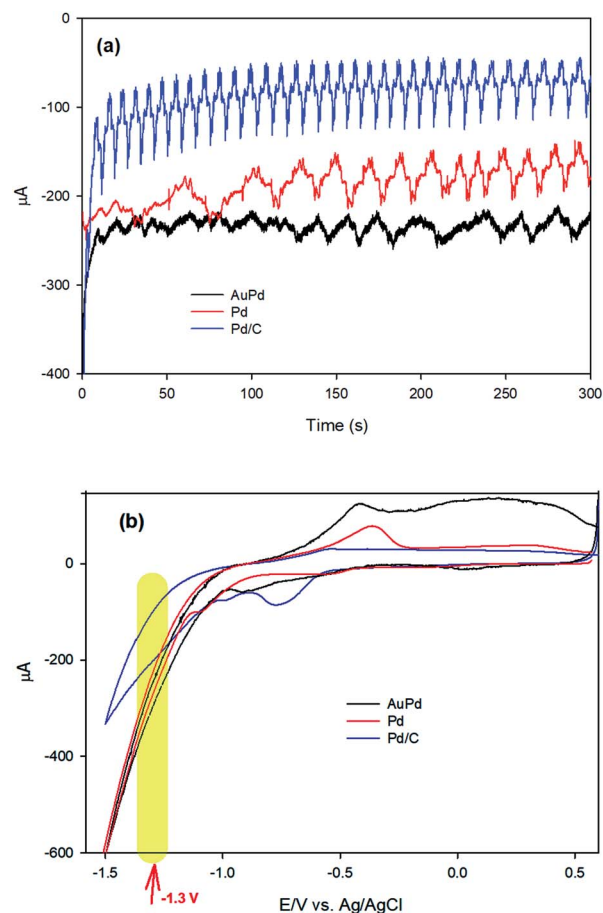 (a)
0
-100
-200
-300
-400
µA
AuPd
Pd
Pd/C
0 50 100 150 200 250 300
Time (s)
(b)
0
-200
-400
-600
µA
AuPd
Pd
Pd/C
-1.5 -1.0 -0.5 0.0 0.5
-1.3 V
E/V vs. Ag/AgCl